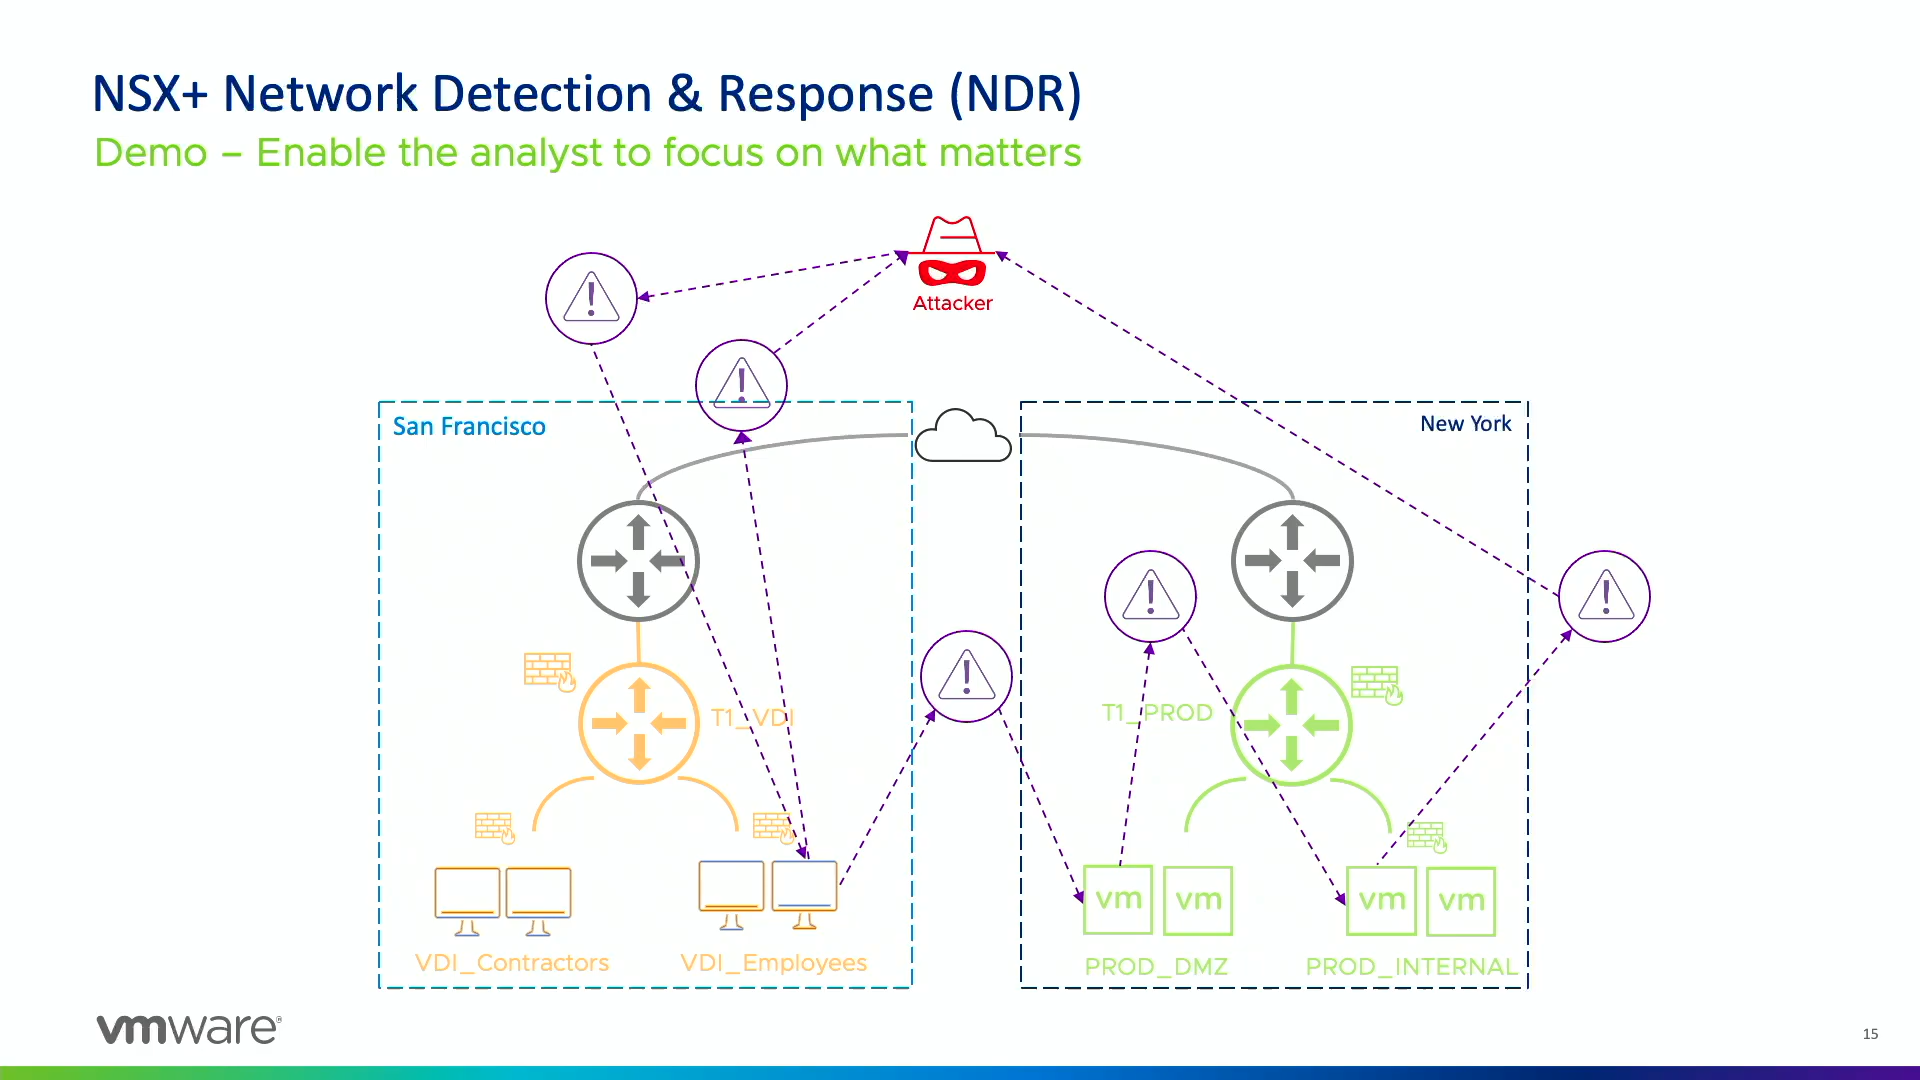 NSX+ Network Detection & Response (NDR)
Demo – Enable the analyst to focus on what matters
Attacker
San Francisco
New York
T1_VDI
T1_PROD
vm
vm
vm
vm
VDI_Contractors
VDI_Employees
PROD_DMZ
PROD_INTERNAL
vmware®
15